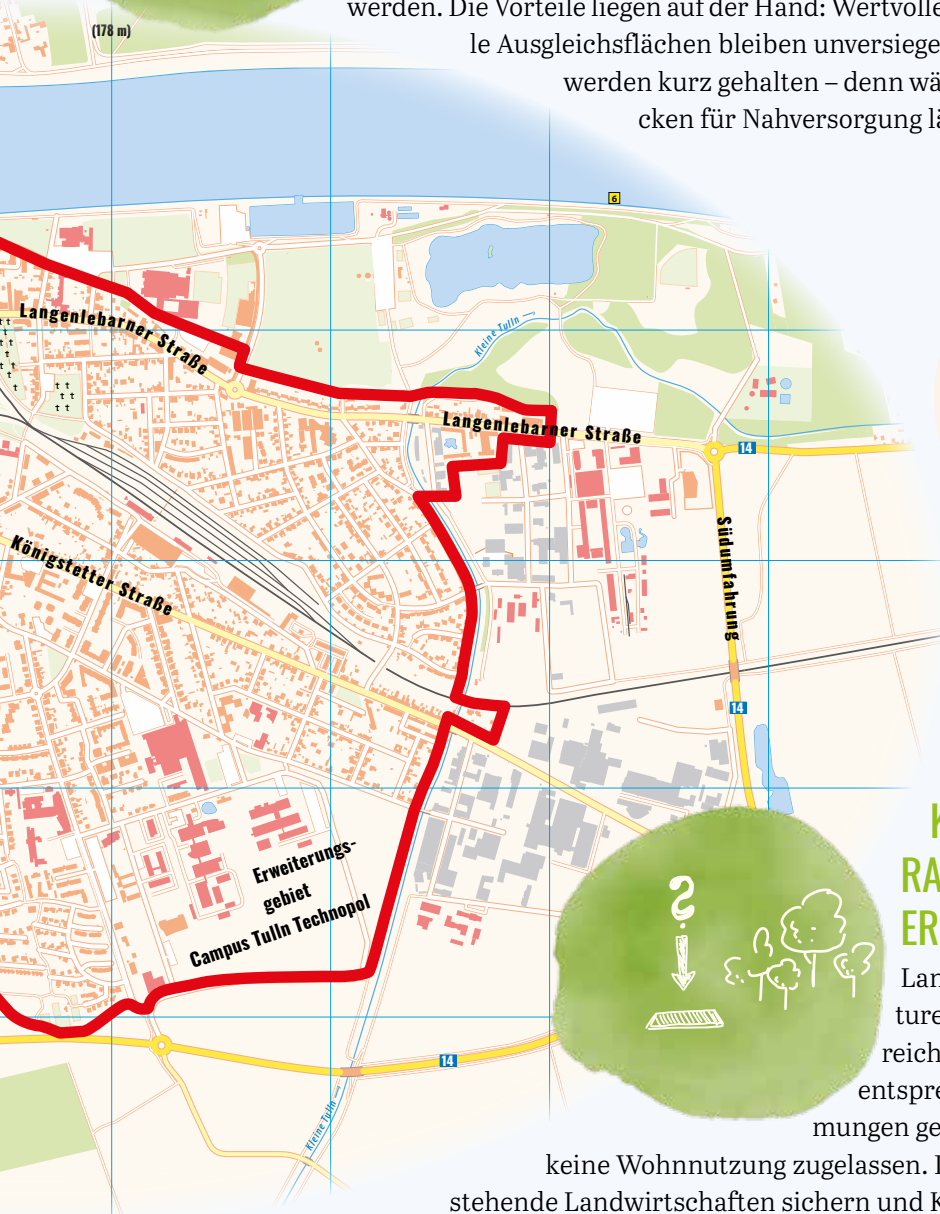 werden. Die Vorteile liegen auf der Hand: Wertvolle
(178 m)
le Ausgleichsflächen bleiben unversiege
werden kurz gehalten – denn wä
cken für Nahversorgung lä
6
Langenlebarner Straße
Kleine Tulln
Langenlebarner Straße
14
Südumfahrung
Königstetter Straße
14
Erweiterungs-
gebiet
Campus Tulln Technopol
K
RA
ER
Lan
ture
reich
14
entspre
Kleine Tulln
mungen ge
keine Wohnnutzung zugelassen.
stehende Landwirtschaften sichern und K